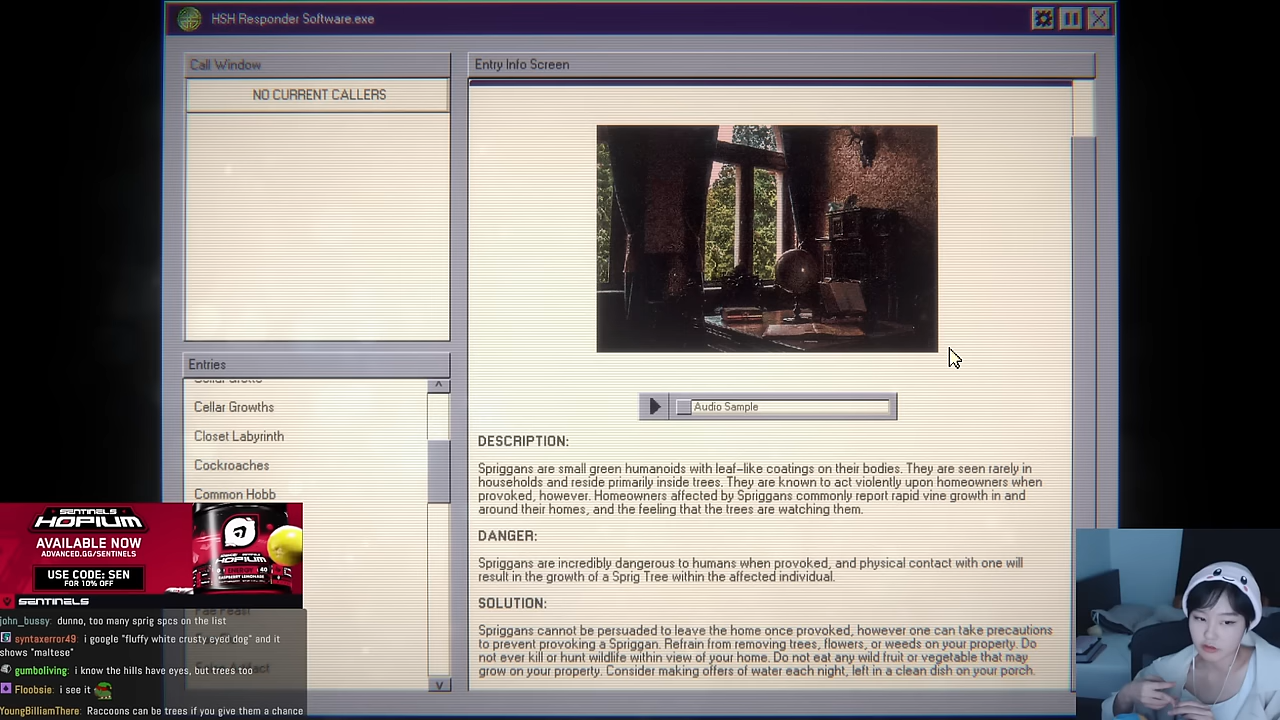 HSH Responder Software.exe
Call Window
NO CURRENT CALLERS
Entries
Cellar Growths
Closet Labyrinth
Cockroaches
Common Hobb
Entry Info Screen
Audio Sample
DESCRIPTION:
Spriggans are small green humanoids with leaf-like coatings on their bodies. They are seen rarely in
households and reside primarily inside trees. They are known to act violently upon homeowners when
provoked, however. Homeowners affected by Spriggans commonly report rapid vine growth in and
around their homes, and the feeling that the trees are watching them.
DANGER:
Spriggans are incredibly dangerous to humans when provoked, and physical contact with one will
result in the growth of a Sprig Tree within the affected individual.
SOLUTION:
Spriggans cannot be persuaded to leave the home once provoked, however one can take precautions
to prevent provoking a Spriggan. Refrain from removing trees, flowers, or weeds on your property. Do
not ever kill or hunt wildlife within view of your home. Do not eat any wild fruit or vegetable that may
grow on your property. Consider making offers of water each night, left in a clean dish on your porch.
SENTINELS
HOPIUM
AVAILABLE NOW
ADVANCED.GG/SENTINELS
USE CODE: SEN
FOR 10% OFF
HOPIUM
ENERGY
RASPBERRY LEMONADE
SENTINELS
john_bussy: dunno, too many sprig spcs on the list
syntaxerror49: i google "fluffy white crusty eyed dog" and it
shows "maltese"
gumboliving: i know the hills have eyes, but trees too
Floobsie: i see it
YoungBilliamThere: Raccoons can be trees if you give them a chance